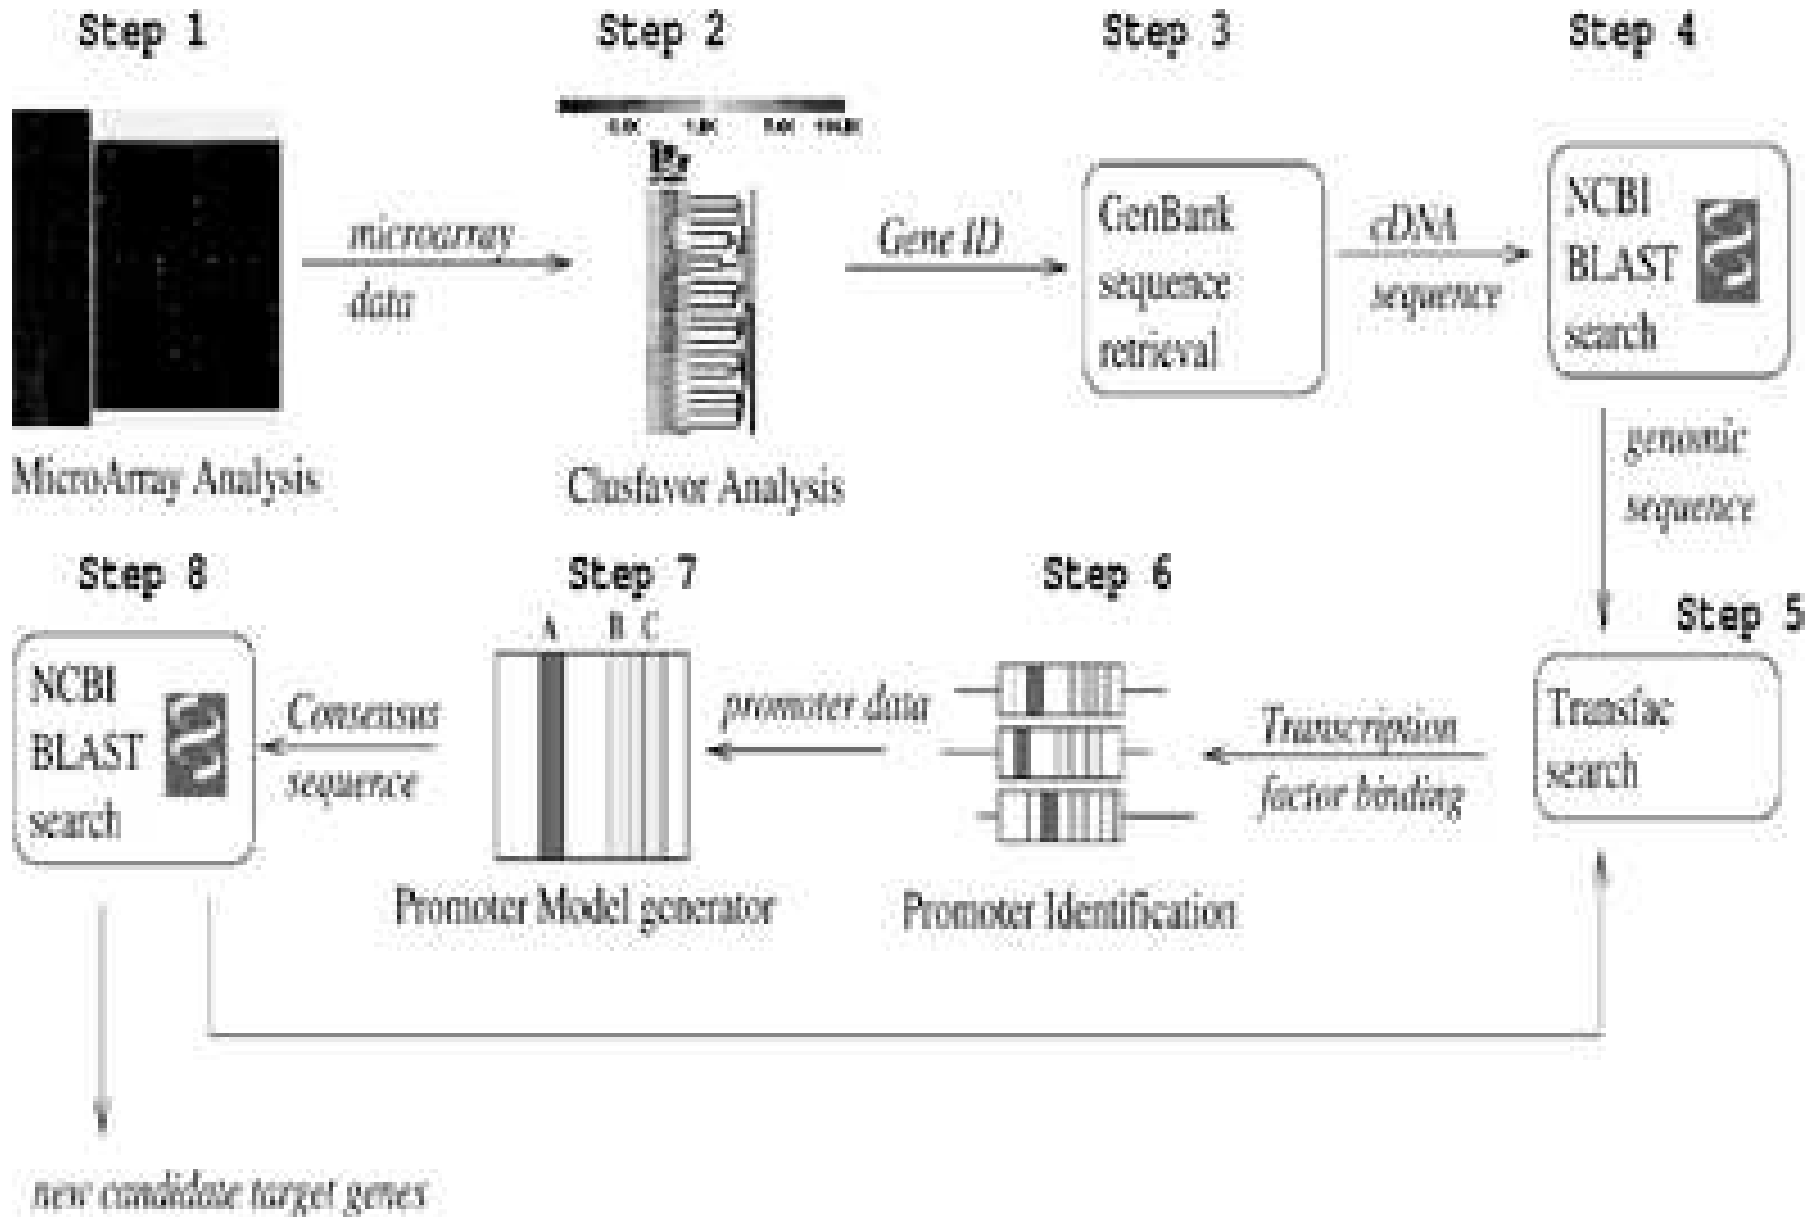 Step 1
Step 2
Step 3
Step 4
microarray
data
Gene ID
GenBank
sequence
retrieval
cDNA
sequence
NCBI
BLAST
search
MicroArray Analysis
Clusfavor Analysis
genomic
sequence
Step 8
Step 7
Step 6
Step 5
A B C
NCBI
BLAST
search
Consensus
sequence
promoter data
Transcription
factor binding
Transfac
search
Promoter Model generator
Promoter Identification
new candidate target genes